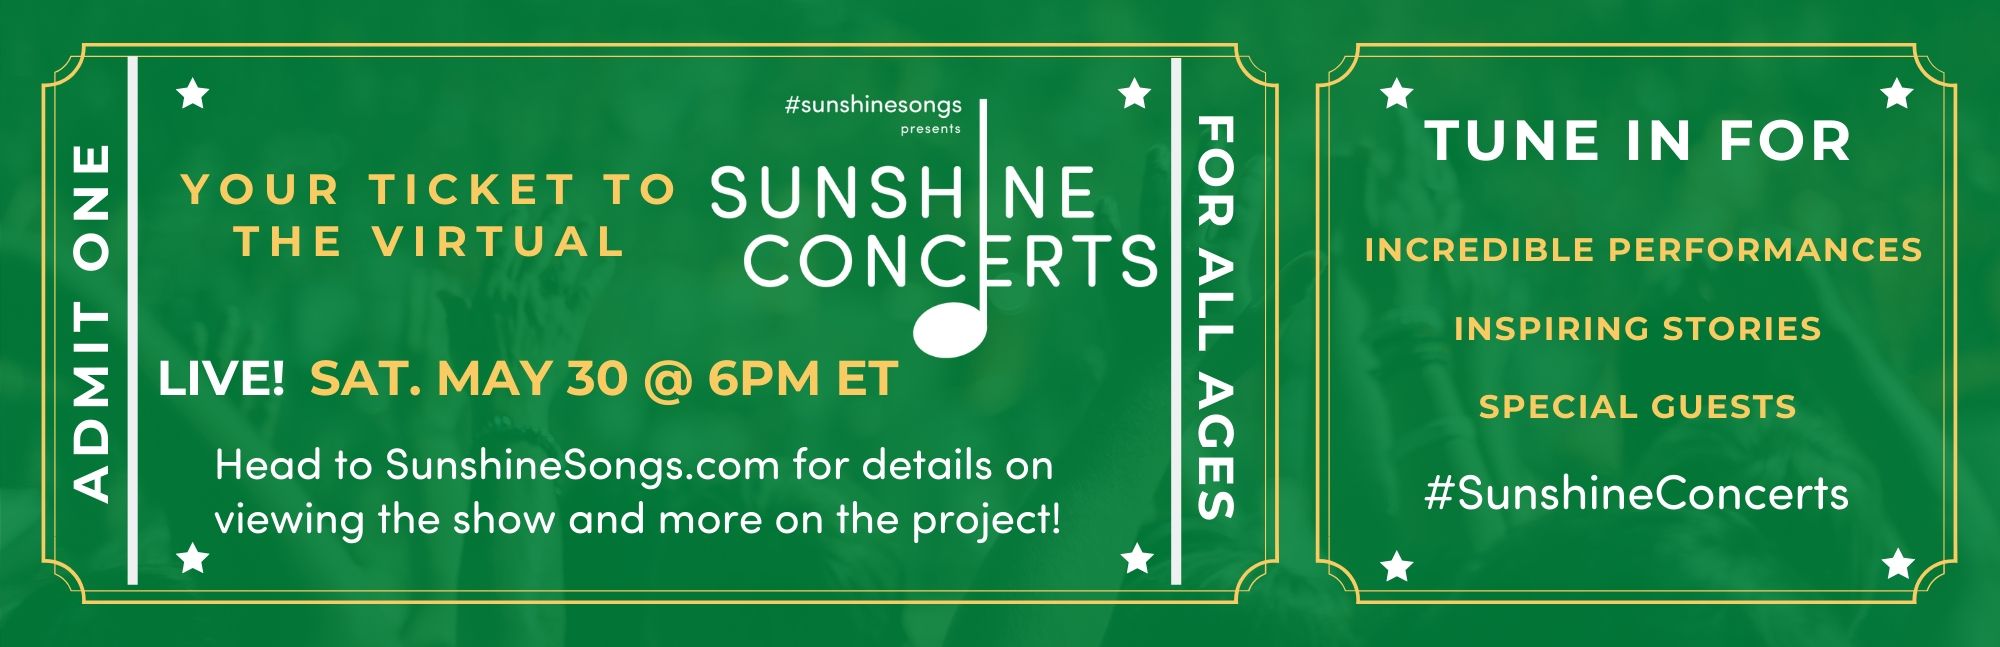 ADMIT ONE
YOUR TICKET TO
THE VIRTUAL
#sunshinesongs
presents
SUNSHINE
CONCERTS
LIVE! SAT. MAY 30 @ 6PM ET
Head to SunshineSongs.com for details on
viewing the show and more on the project!
FOR ALL AGES
TUNE IN FOR
INCREDIBLE PERFORMANCES
INSPIRING STORIES
SPECIAL GUESTS
#SunshineConcerts